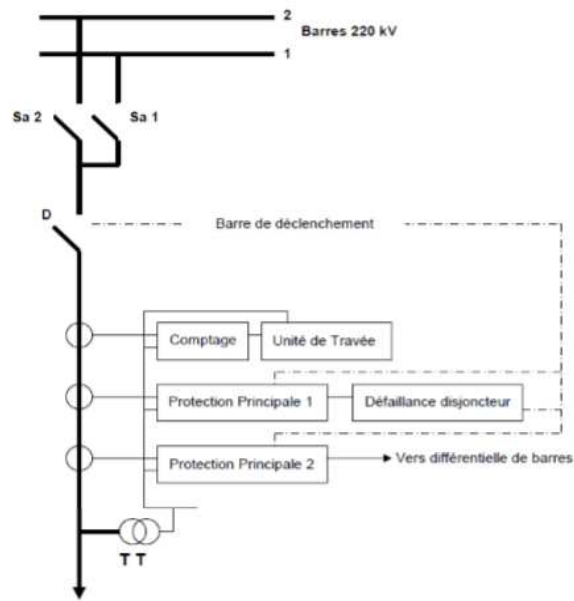 2
Barres 220 kV
1
Sa 2
Sa 1
D
Barre de déclenchement
Comptage
Unité de Travée
Protection Principale 1
Défaillance disjoncteur
Protection Principale 2
Vers différentielle de barres
T T